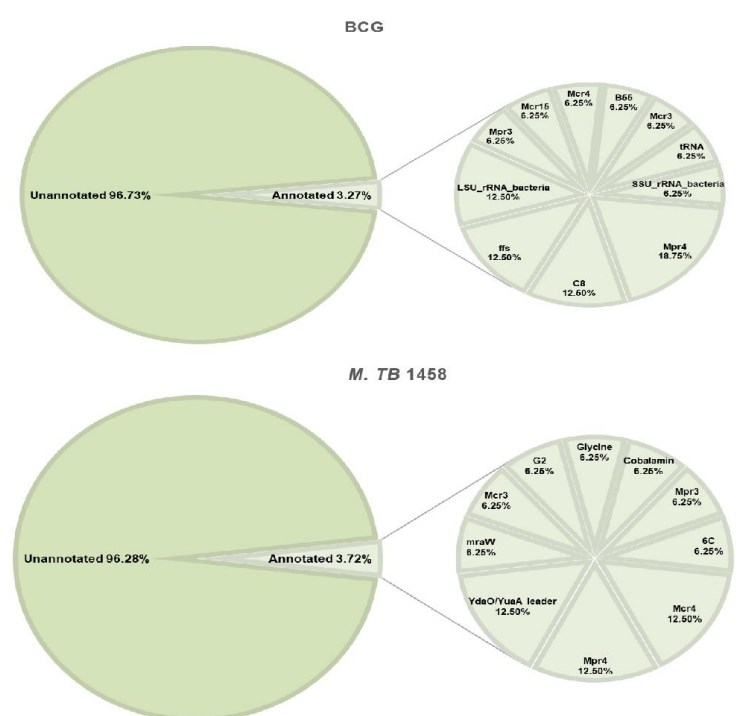 BCG
Unannotated 96.73%
Annotated 3.27%
Mcr4
6.25%
B55
6.25%
Mcr3
6.25%
tRNA
6.25%
SSU_rRNA_bacteria
6.25%
Mpr4
18.75%
C8
12.50%
ffs
12.50%
LSU_rRNA_bacteria
12.50%
Mpr3
6.25%
Mcr15
6.25%
M. TB 1458
Unannotated 96.28%
Annotated 3.72%
Glycine
6.25%
Cobalamin
6.25%
Mpr3
6.25%
6C
6.25%
Mcr4
12.50%
Mpr4
12.50%
YdaO/YuaA leader
12.50%
mraW
6.25%
Mcr3
6.25%
G2
6.25%